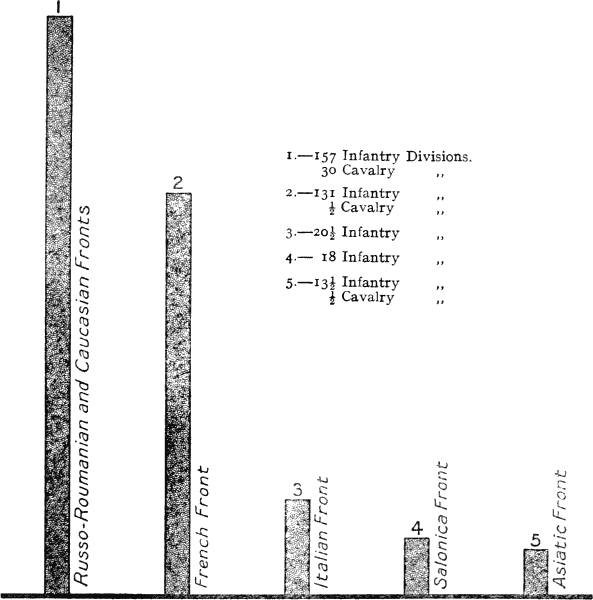 1
2
3
4
5
Russo-Roumanian and Caucasian Fronts
French Front
Italian Front
Salonica Front
Asiatic Front
1.—157 Infantry Divisions.
30 Cavalry ,,
2.—131 Infantry ,,
½ Cavalry ,,
3.—20½ Infantry ,,
4.— 18 Infantry ,,
5.—13½ Infantry ,,
½ Cavalry ,,